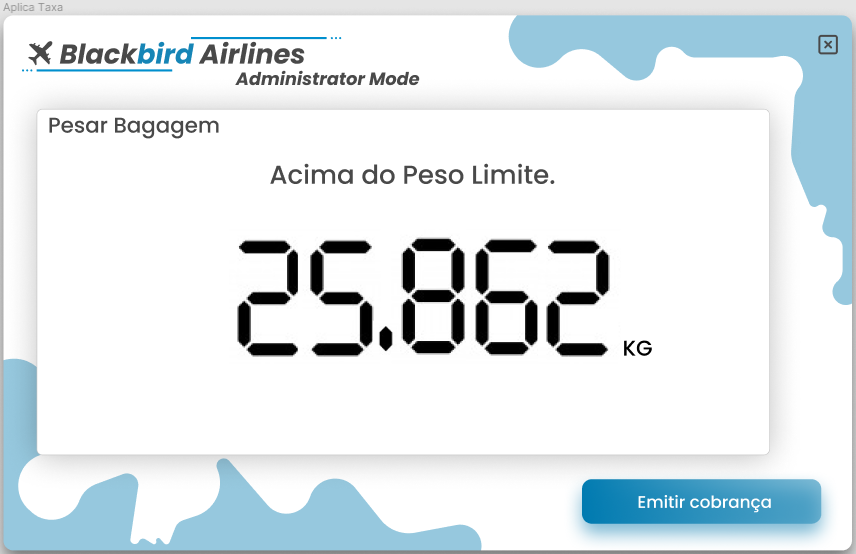 Aplica Taxa
Blackbird Airlines
Administrator Mode
Pesar Bagagem
Acima do Peso Limite.
25.862 KG
Emitir cobrança